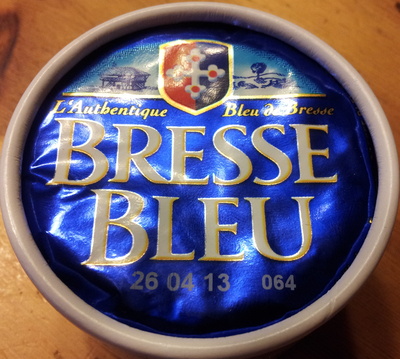 L'Authentique Bleu de Bresse
BRESSE
BLEU
26 04 13 064